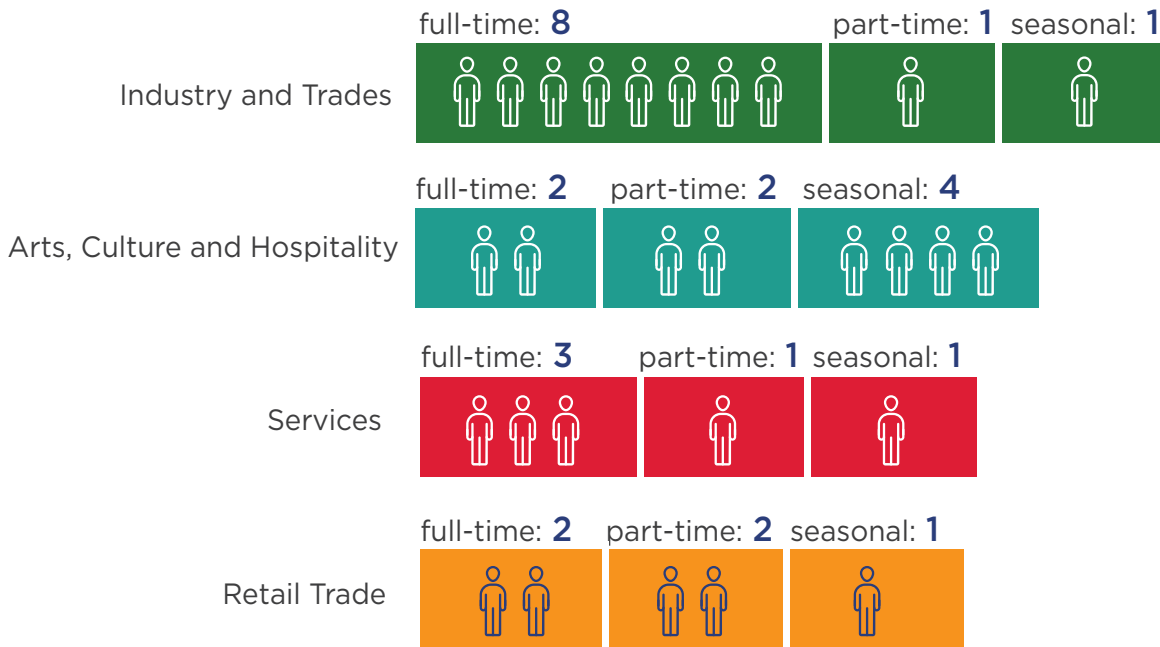 full-time: 8 part-time: 1 seasonal: 1
Industry and Trades
full-time: 2 part-time: 2 seasonal: 4
Arts, Culture and Hospitality
full-time: 3 part-time: 1 seasonal: 1
Services
full-time: 2 part-time: 2 seasonal: 1
Retail Trade